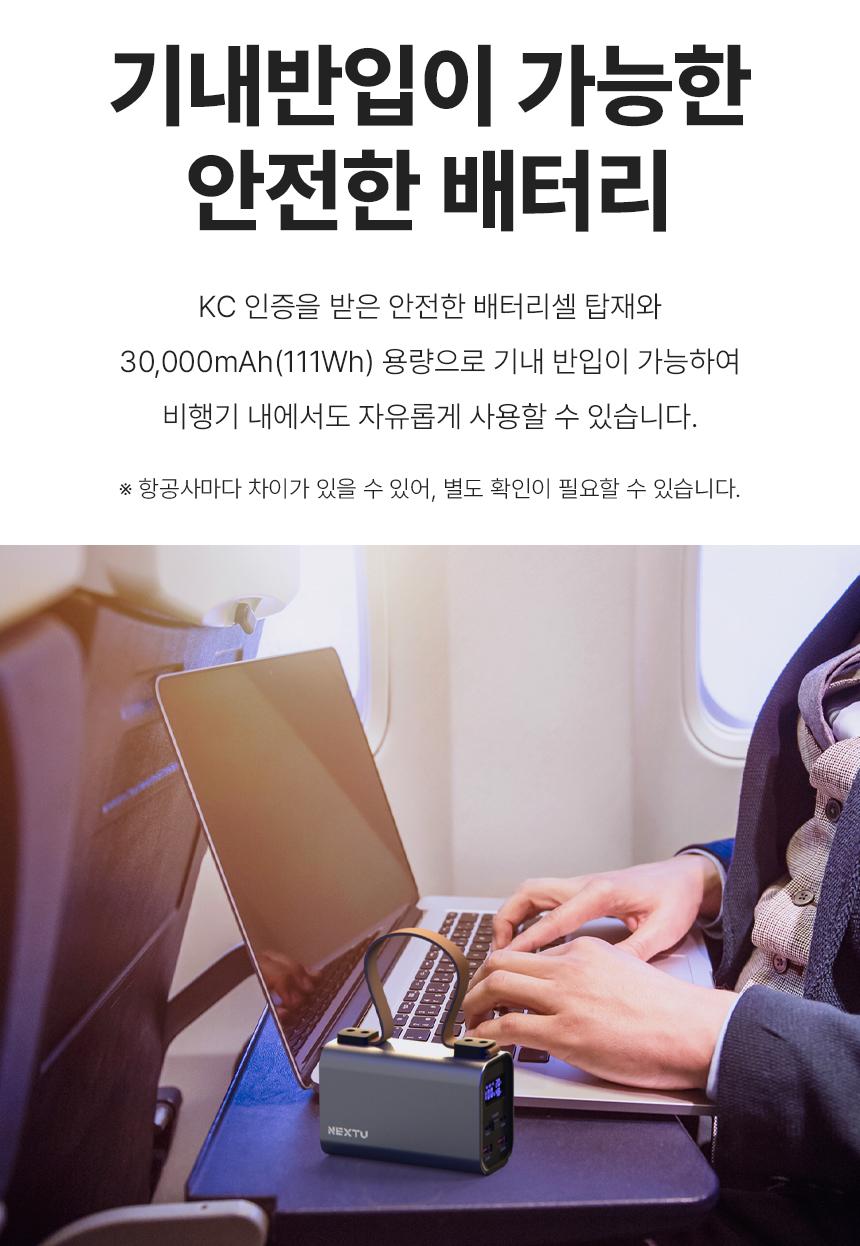 기내반입이 가능한
안전한 배터리
KC 인증을 받은 안전한 배터리셀 탑재와
30,000mAh(111Wh) 용량으로 기내 반입이 가능하여
비행기 내에서도 자유롭게 사용할 수 있습니다.
※ 항공사마다 차이가 있을 수 있어, 별도 확인이 필요할 수 있습니다.
NEXTU